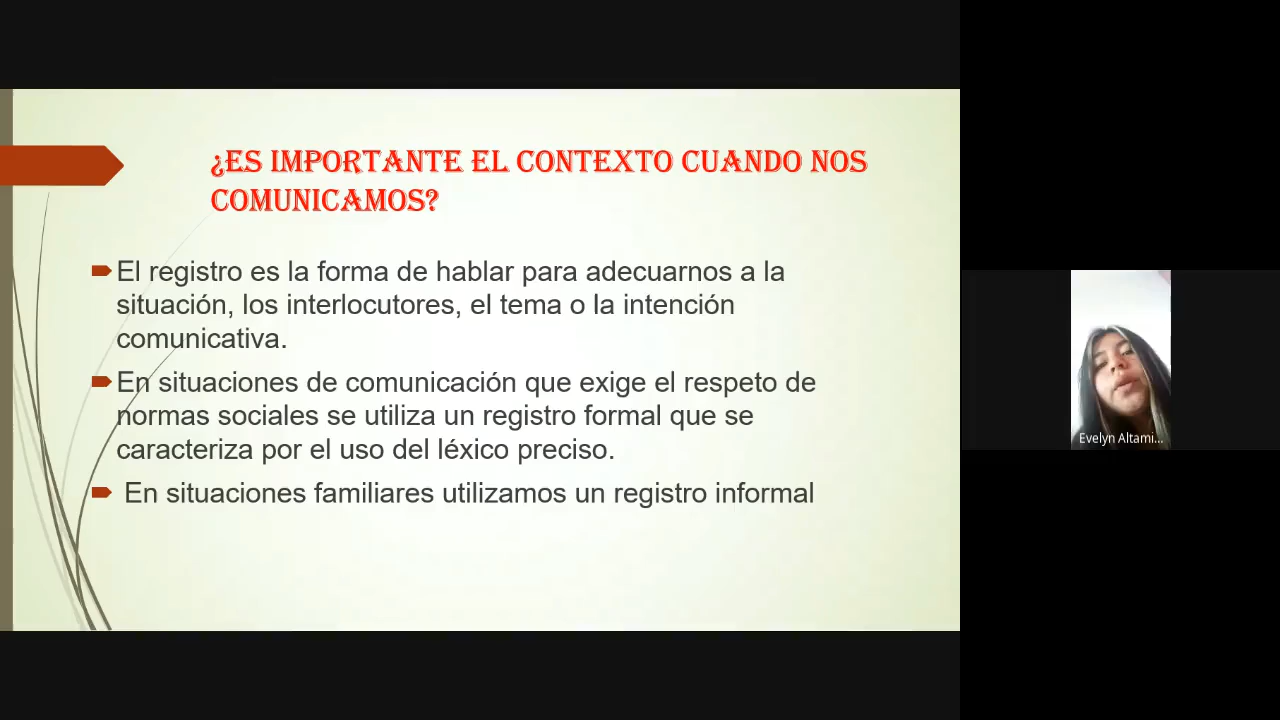 ¿ES IMPORTANTE EL CONTEXTO CUANDO NOS
COMUNICAMOS?
El registro es la forma de hablar para adecuarnos a la
situación, los interlocutores, el tema o la intención
comunicativa.
En situaciones de comunicación que exige el respeto de
normas sociales se utiliza un registro formal que se
caracteriza por el uso del léxico preciso.
En situaciones familiares utilizamos un registro informal
Evelyn Altami...